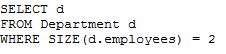 SELECT d
FROM Department d
WHERE SIZE(d.employees) = 2